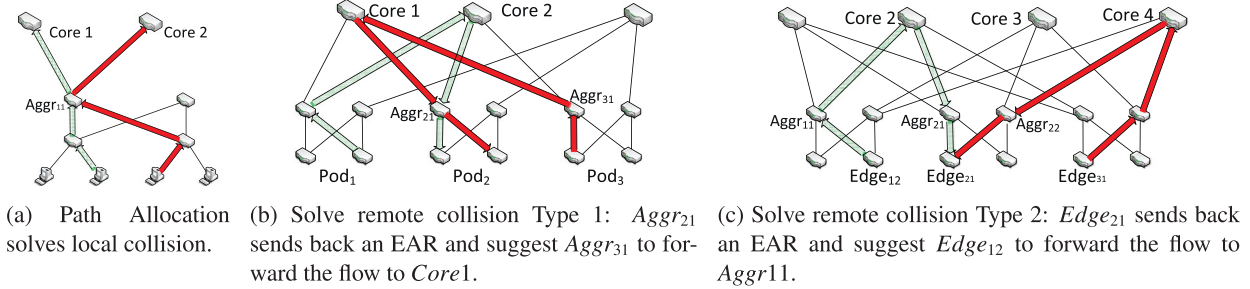 Core 1
Core 2
Aggr11
Core 1
Core 2
Aggr21
Aggr31
Pod1
Pod2
Pod3
Core 2
Core 3
Core 4
Aggr11
Aggr21
Aggr22
Edge12
Edge21
Edge31
(a) Path Allocation
solves local collision.
(b) Solve remote collision Type 1: Aggr21
sends back an EAR and suggest Aggr31 to for-
ward the flow to Core1.
(c) Solve remote collision Type 2: Edge21 sends back
an EAR and suggest Edge12 to forward the flow to
Aggr11.